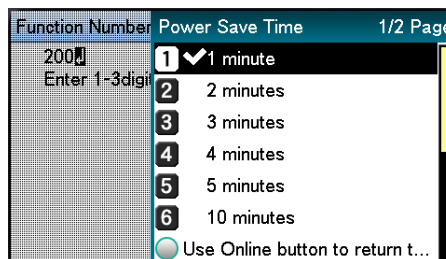 Function Number
Power Save Time 1/2 Page
200
Enter 1-3digit
1 1 minute
2 2 minutes
3 3 minutes
4 4 minutes
5 5 minutes
6 10 minutes
Use Online button to return t...